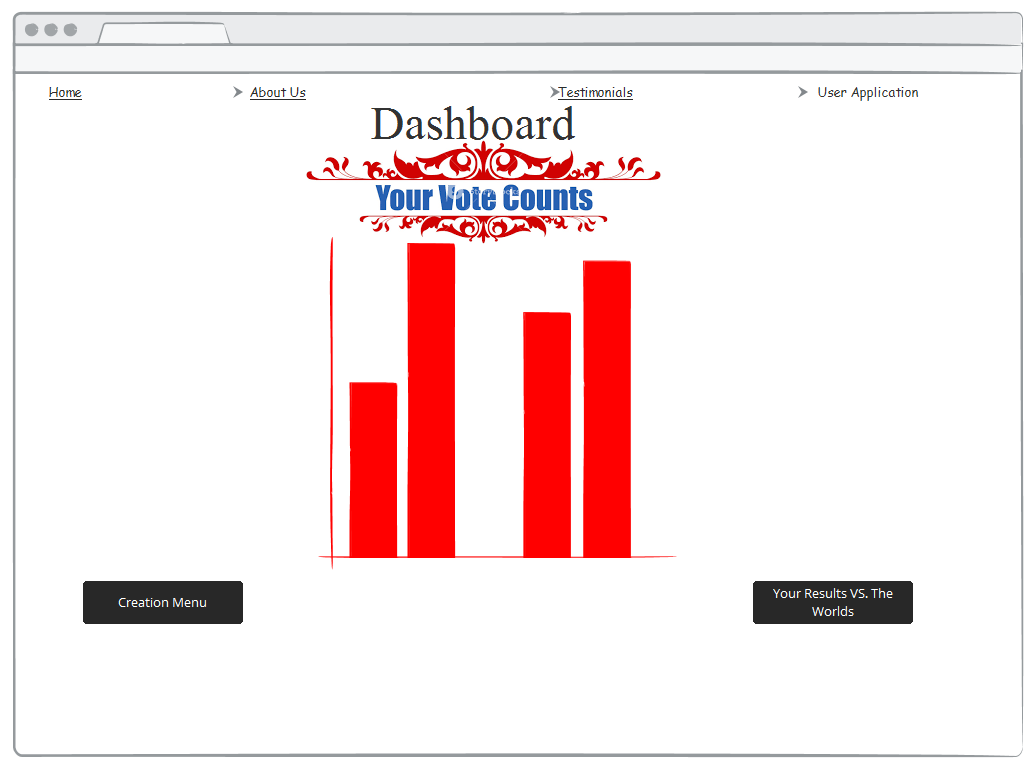 Home
About Us
Testimonials
User Application
Dashboard
Your Vote Counts
Creation Menu
Your Results VS. The
Worlds